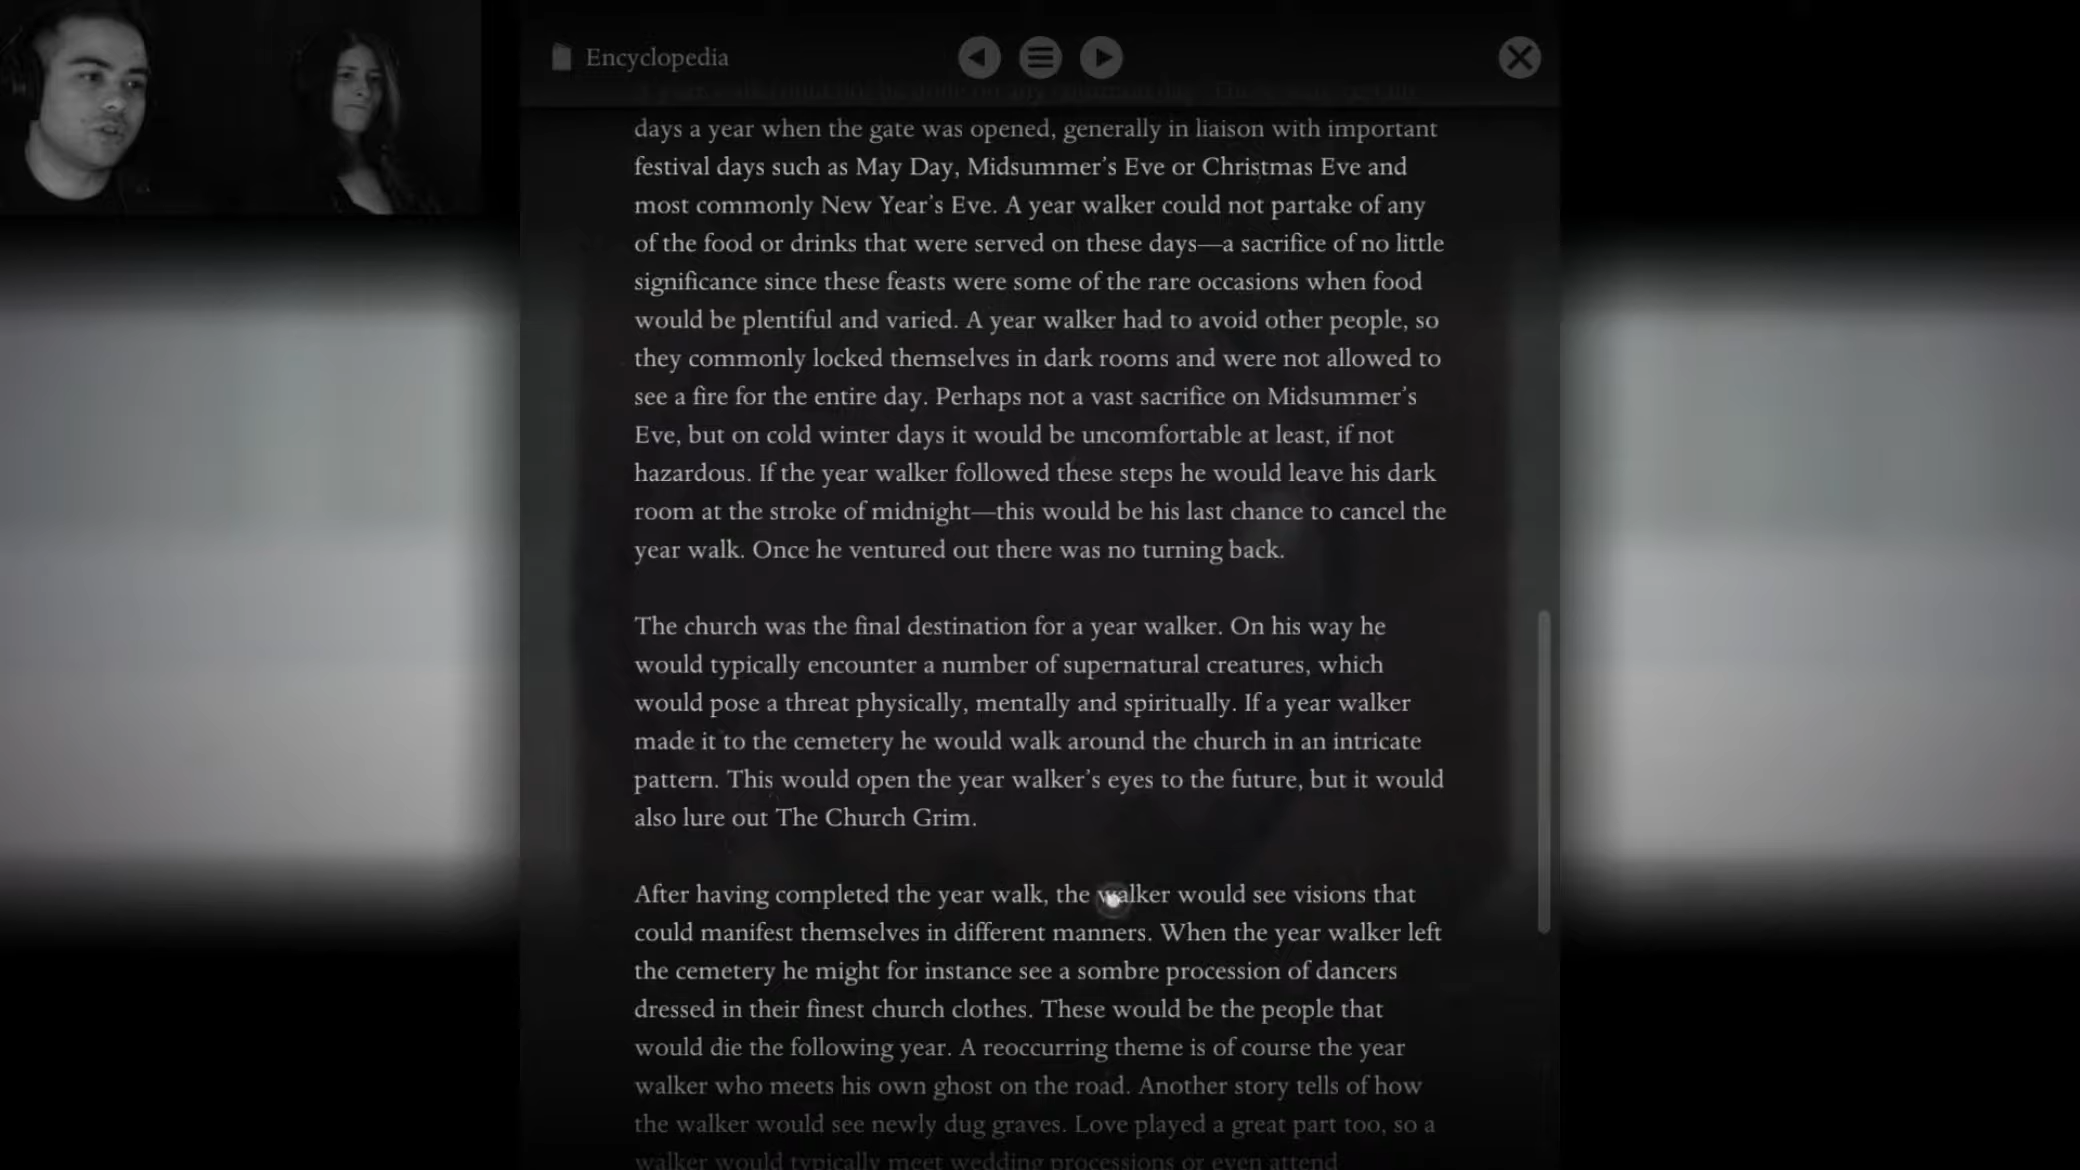 Encyclopedia
days a year when the gate was opened, generally in liaison with important
festival days such as May Day, Midsummer’s Eve or Christmas Eve and
most commonly New Year’s Eve. A year walker could not partake of any
of the food or drinks that were served on these days—a sacrifice of no little
significance since these feasts were some of the rare occasions when food
would be plentiful and varied. A year walker had to avoid other people, so
they commonly locked themselves in dark rooms and were not allowed to
see a fire for the entire day. Perhaps not a vast sacrifice on Midsummer’s
Eve, but on cold winter days it would be uncomfortable at least, if not
hazardous. If the year walker followed these steps he would leave his dark
room at the stroke of midnight—this would be his last chance to cancel the
year walk. Once he ventured out there was no turning back.
The church was the final destination for a year walker. On his way he
would typically encounter a number of supernatural creatures, which
would pose a threat physically, mentally and spiritually. If a year walker
made it to the cemetery he would walk around the church in an intricate
pattern. This would open the year walker’s eyes to the future, but it would
also lure out The Church Grim.
After having completed the year walk, the walker would see visions that
could manifest themselves in different manners. When the year walker left
the cemetery he might for instance see a sombre procession of dancers
dressed in their finest church clothes. These would be the people that
would die the following year. A reoccurring theme is of course the year
walker who meets his own ghost on the road. Another story tells of how
the walker would see newly dug graves. Love played a great part too, so a
walker would typically meet wedding processions or even attend